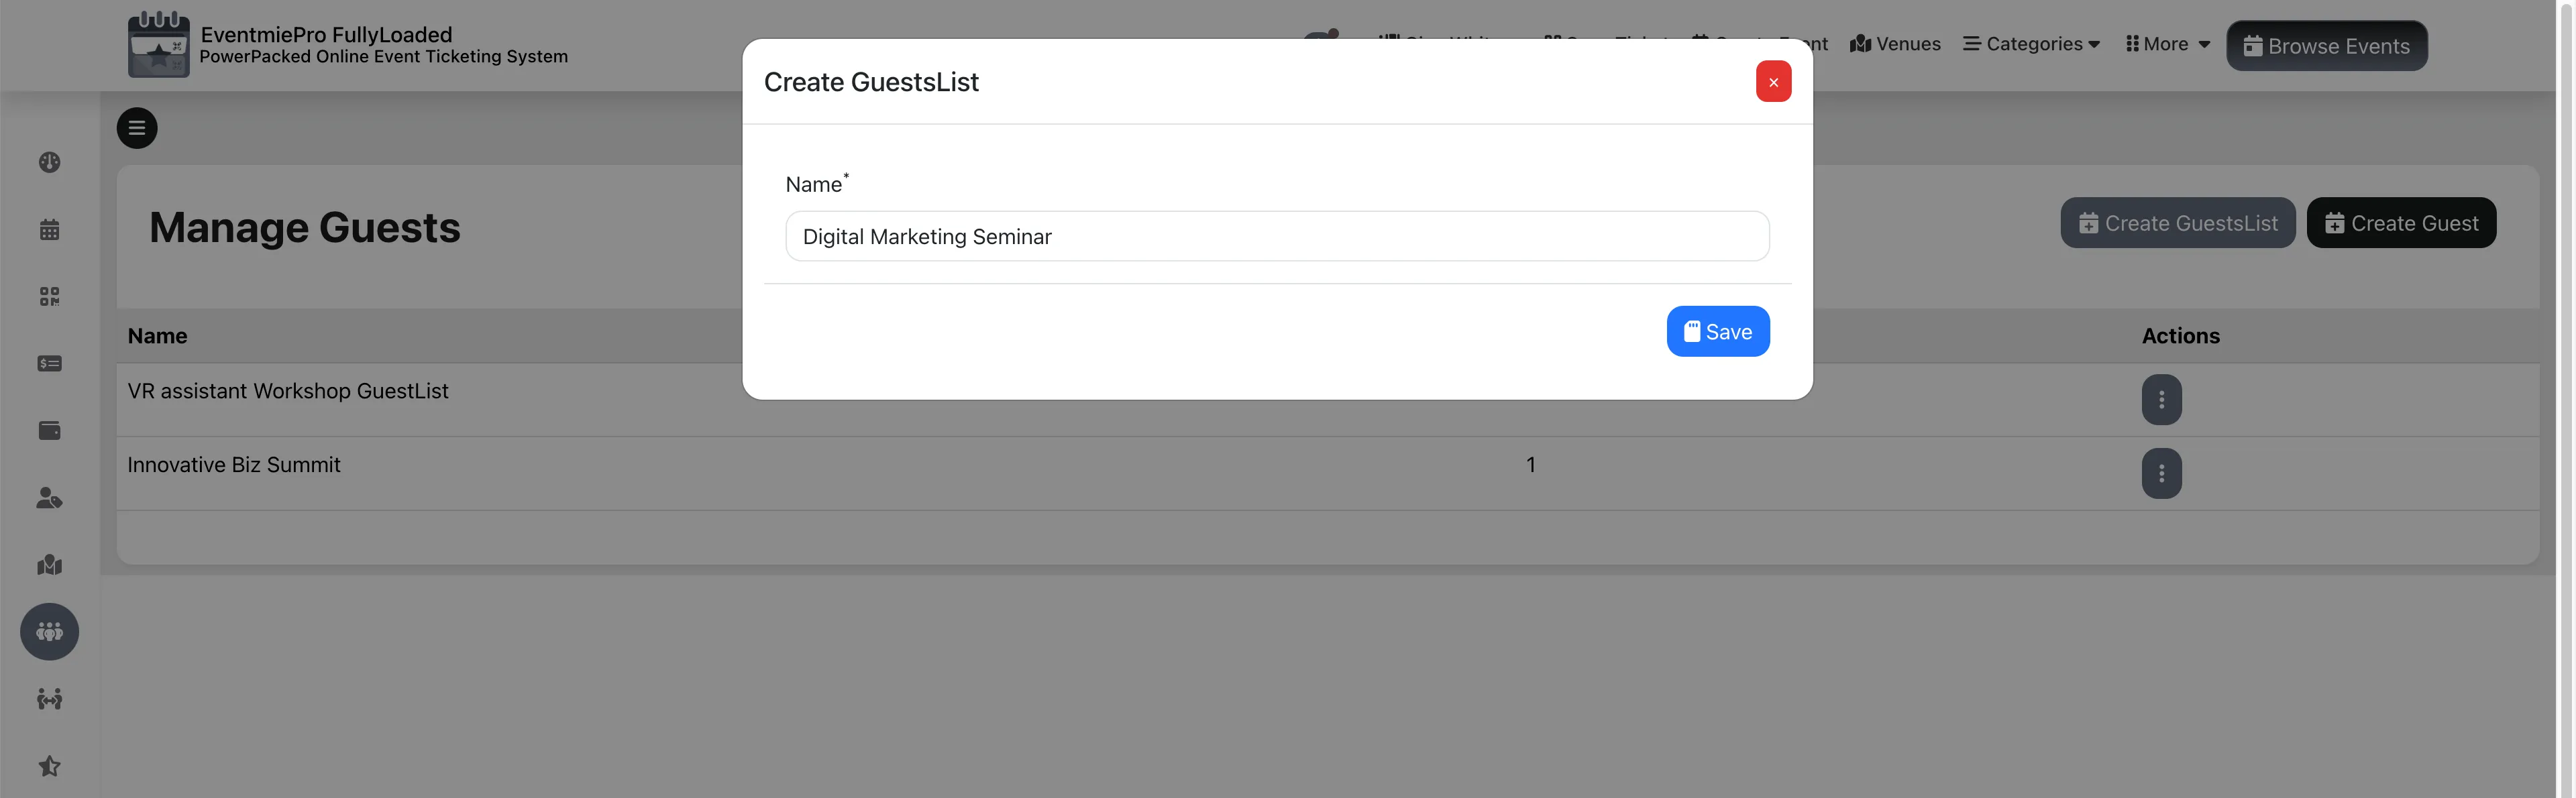 EventmiePro FullyLoaded
PowerPacked Online Event Ticketing System
Venues
Categories
More
Browse Events
Create GuestsList
×
Name*
Digital Marketing Seminar
Save
Manage Guests
Create GuestsList
Create Guest
Name
Actions
VR assistant Workshop GuestList
Innovative Biz Summit
1